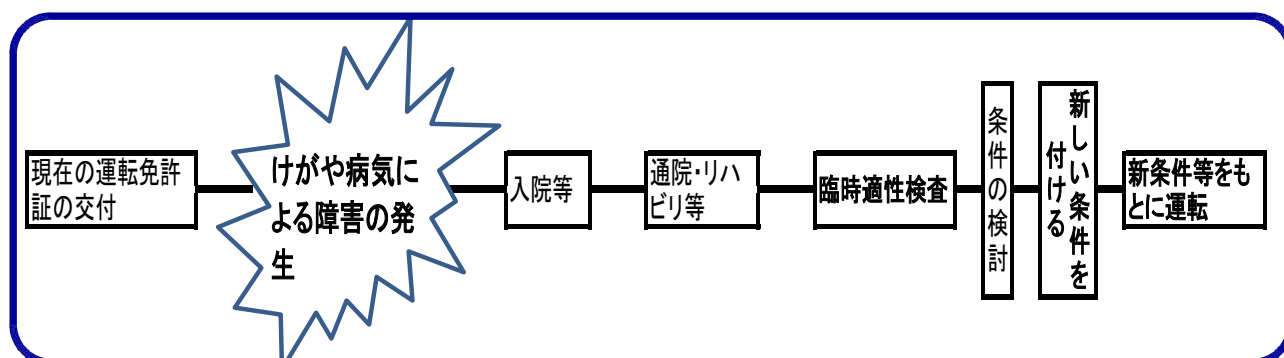 現在の運転免許
証の交付
けがや病気に
よる障害の発
生
入院等
通院・リハ
ビリ等
臨時適性検査
条件の検討
新しい条件を
付ける
新条件等をも
とに運転